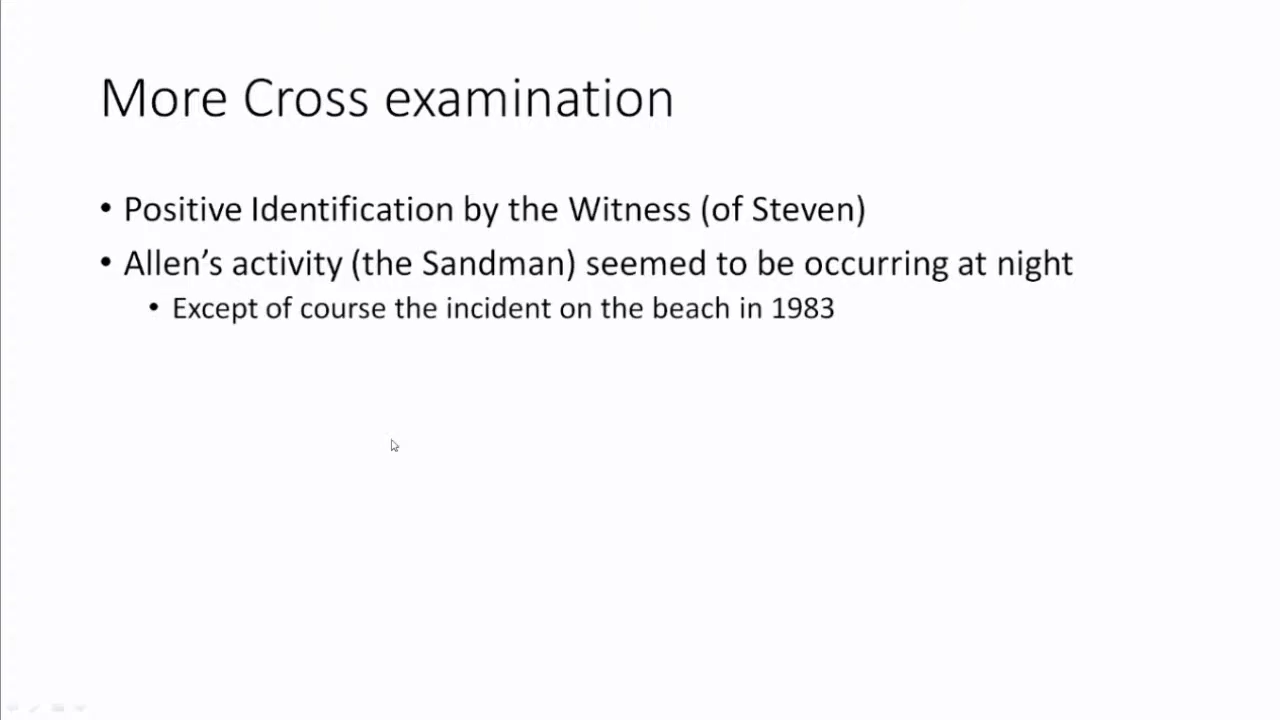 More Cross examination
• Positive Identification by the Witness (of Steven)
• Allen’s activity (the Sandman) seemed to be occurring at night
• Except of course the incident on the beach in 1983